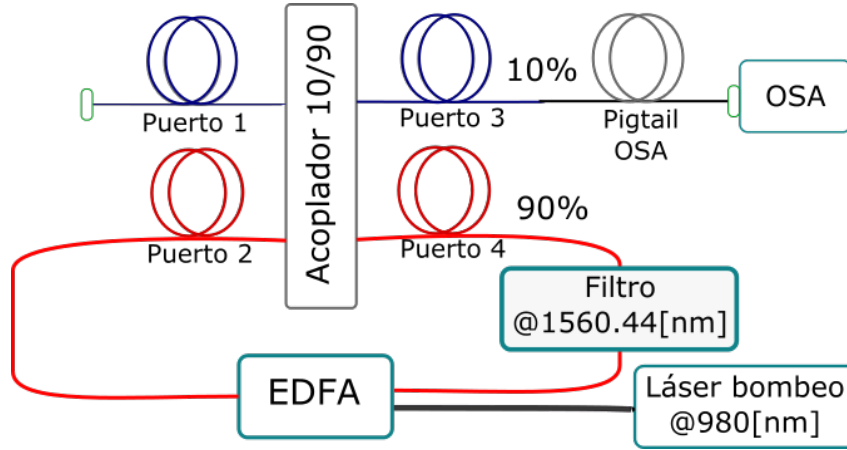 Puerto 1
Acoplador 10/90
Puerto 3
10%
Pigtail
OSA
OSA
Puerto 2
Puerto 4
90%
Filtro
@1560.44[nm]
EDFA
Láser bombeo
@980[nm]